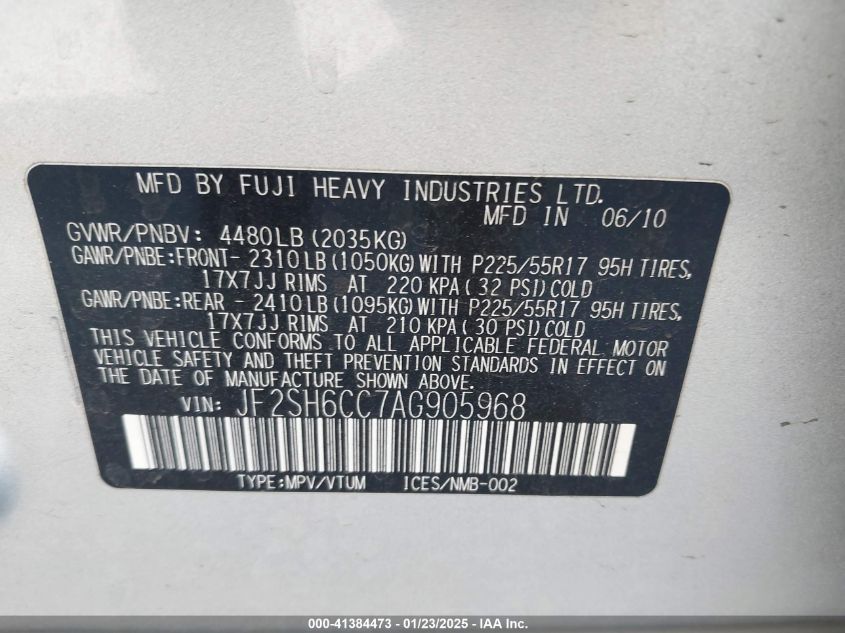 MFD BY FUJI HEAVY INDUSTRIES LTD.
MFD IN 06/10
GVWR/PNBV: 4480LB (2035KG)
GAWR/PNBE:FRONT- 2310LB (1050KG) WITH P225/55R17 95H TIRES,
17X7JJ RIMS AT 220 KPA ( 32 PSI) COLD
GAWR/PNBE:REAR - 2410LB (1095KG) WITH P225/55R17 95H TIRES,
17X7JJ RIMS AT 210 KPA ( 30 PSI) COLD
THIS VEHICLE CONFORMS TO ALL APPLICABLE FEDERAL MOTOR
VEHICLE SAFETY AND THEFT PREVENTION STANDARDS IN EFFECT ON
THE DATE OF MANUFACTURE SHOWN ABOVE.
VIN: JF2SH6CC7AG905968
TYPE:MPV/VTUM ICES/NMB-002
000-41384473 - 01/23/2025 - IAA Inc.